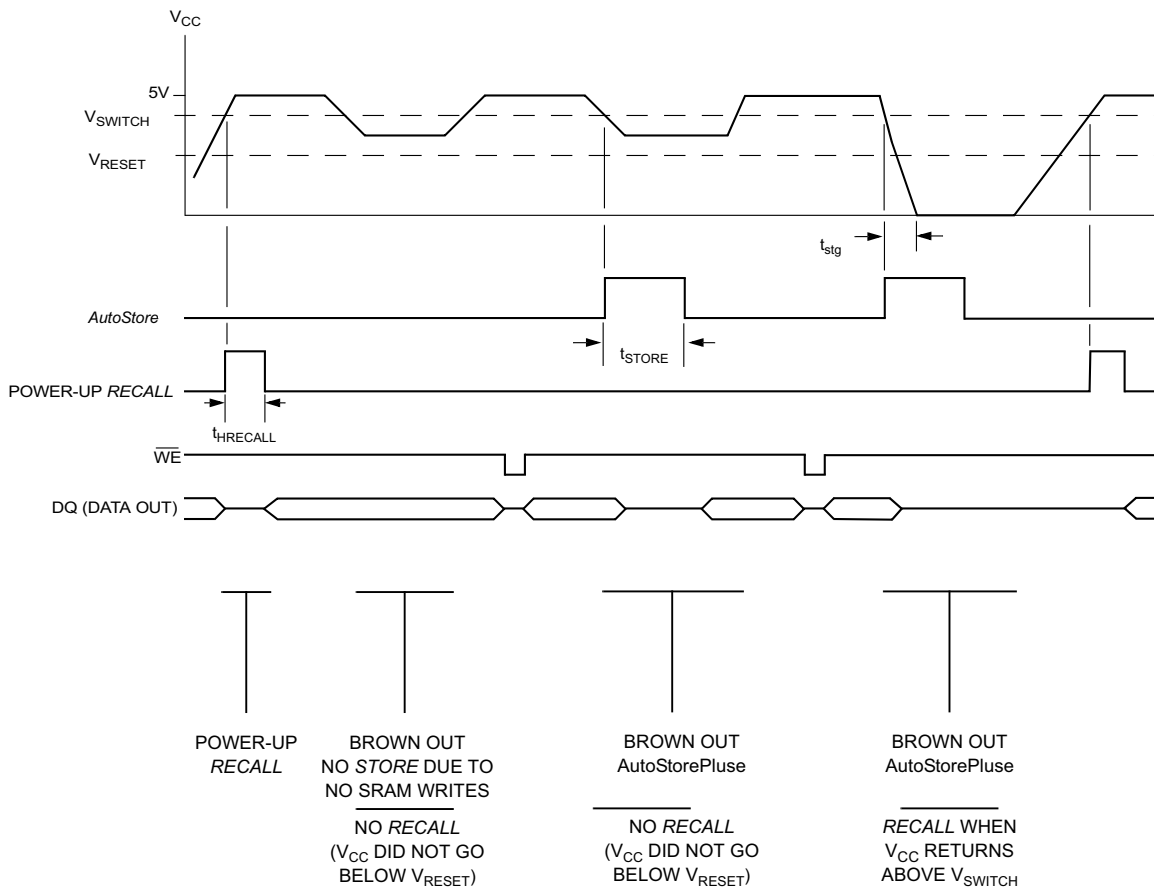 VCC
5V
VSWITCH
VRESET
tstg
AutoStore
tSTORE
POWER-UP RECALL
tHRECALL
WE
DQ (DATA OUT)
POWER-UP
RECALL
BROWN OUT
NO STORE DUE TO
NO SRAM WRITES
NO RECALL
(VCC DID NOT GO
BELOW VRESET)
BROWN OUT
AutoStorePluse
NO RECALL
(VCC DID NOT GO
BELOW VRESET)
BROWN OUT
AutoStorePluse
RECALL WHEN
VCC RETURNS
ABOVE VSWITCH